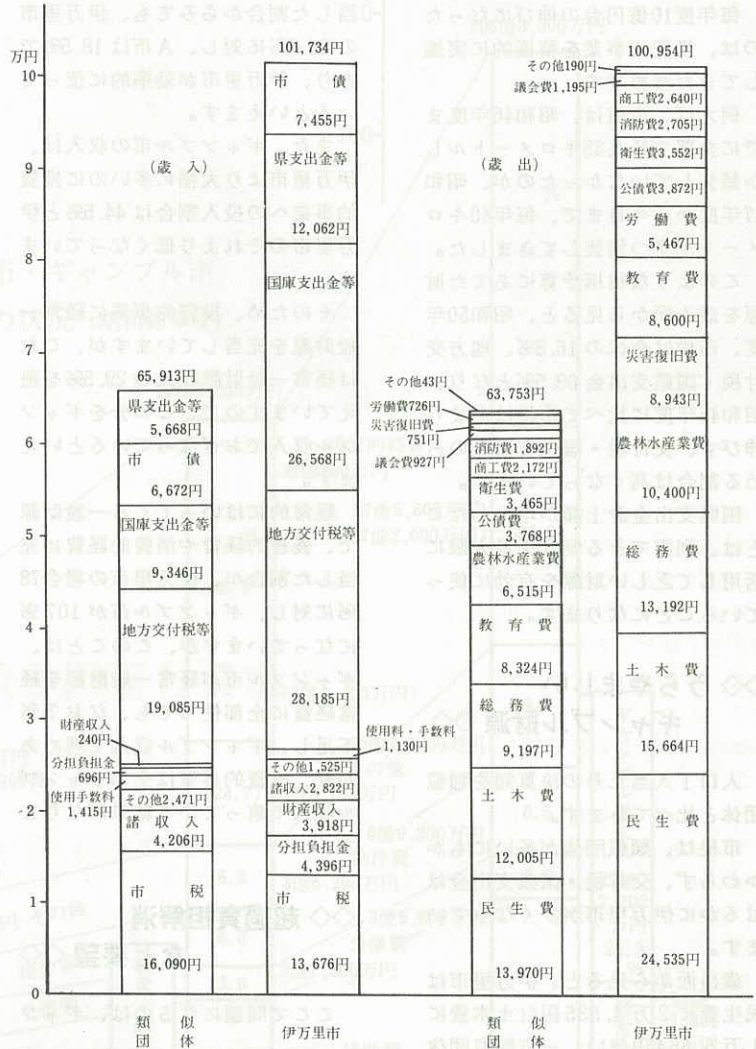 万円
10
9
8
7
6
5
4
3
2
1
0
(歳入)
65,913円
県支出金等
5,668円
市債
6,672円
国庫支出金等
9,346円
地方交付税等
19,085円
財産収入
240円
分担負担金
696円
使用手数料
1,415円
その他2,471円
諸収入
4,206円
市税
16,090円
類似団体
101,734円
市債
7,455円
県支出金等
12,062円
国庫支出金等
26,568円
地方交付税等
28,185円
使用料・手数料
1,130円
その他1,525円
諸収入2,822円
財産収入
3,918円
分担負担金
4,396円
市税
13,676円
伊万里市
(歳出)
63,753円
その他43円
労働費726円
災害復旧費
751円
議会費927円
消防費1,892円
商工費2,172円
衛生費
3,465円
公債費
3,768円
農林水産業費
6,515円
教育費
8,324円
総務費
9,197円
土木費
12,005円
民生費
13,970円
類似団体
100,954円
その他190円
議会費1,195円
商工費2,640円
消防費2,705円
衛生費3,552円
公債費3,872円
労働費
5,467円
教育費
8,600円
災害復旧費
8,943円
農林水産業費
10,400円
総務費
13,192円
土木費
15,664円
民生費
24,535円
伊万里市